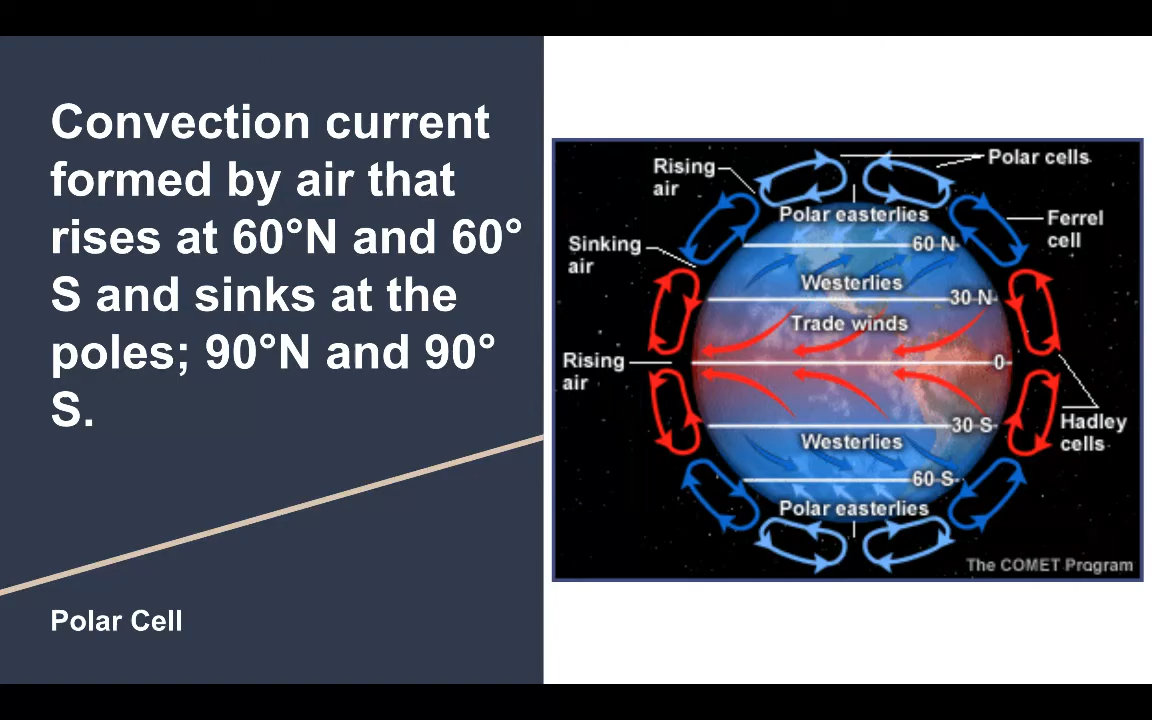 Convection current
formed by air that
rises at 60°N and 60°
S and sinks at the
poles; 90°N and 90°
S.
Polar Cell
Rising
air
Polar cells
Polar easterlies
Ferrel
cell
60 N
Sinking
air
Westerlies
30 N
Trade winds
Rising
air
0
Hadley
cells
30 S
Westerlies
60 S
Polar easterlies
The COMET Program